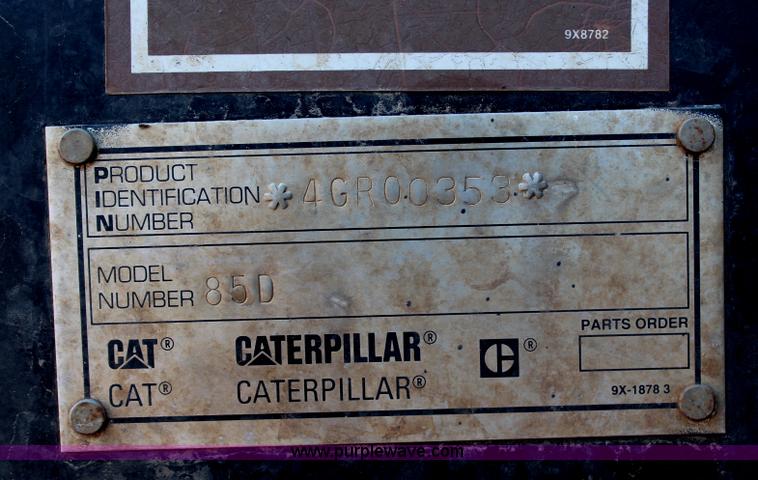 9X8782
PRODUCT
IDENTIFICATION *4GR00353*
NUMBER
MODEL
NUMBER 85D
PARTS ORDER
CAT® CATERPILLAR® C®
CAT® CATERPILLAR®
9X-1878 3
www.purplewave.com